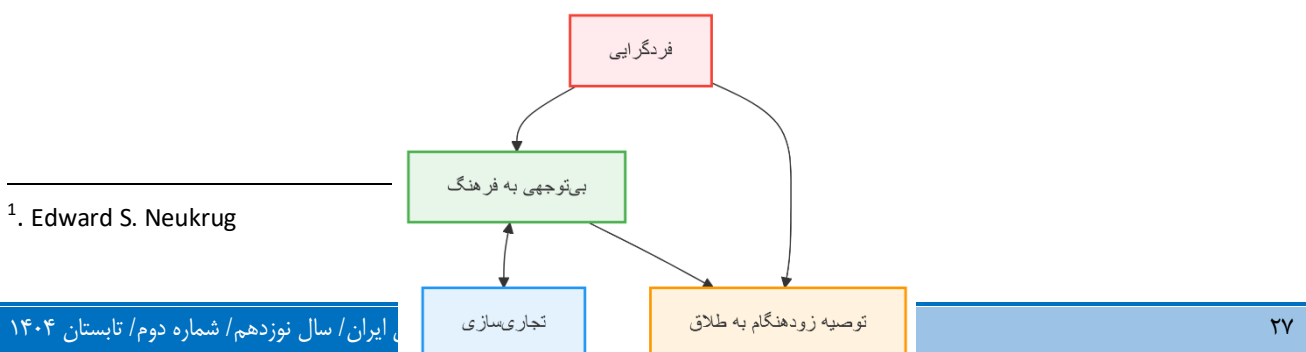 فردگرایی
بی‌توجهی به فرهنگ
1. Edward S. Neukrug
تجاری‌سازی
توصیه زودهنگام به طلاق
ایران/ سال نوزدهم/ شماره دوم/ تابستان ۱۴۰۴
۲۷